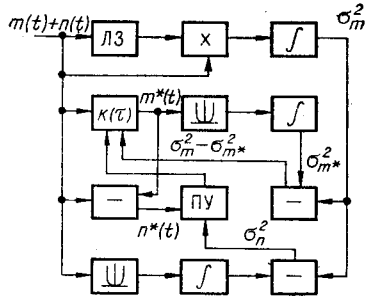 m(t)+n(t)
ЛЗ
X
∫
σ²ₘ
к(τ)
m*(t)
∫
σ²ₘ−σ²ₘ*
σ²ₘ*
−
ПУ
−
n*(t)
σ²ₙ
∫
−